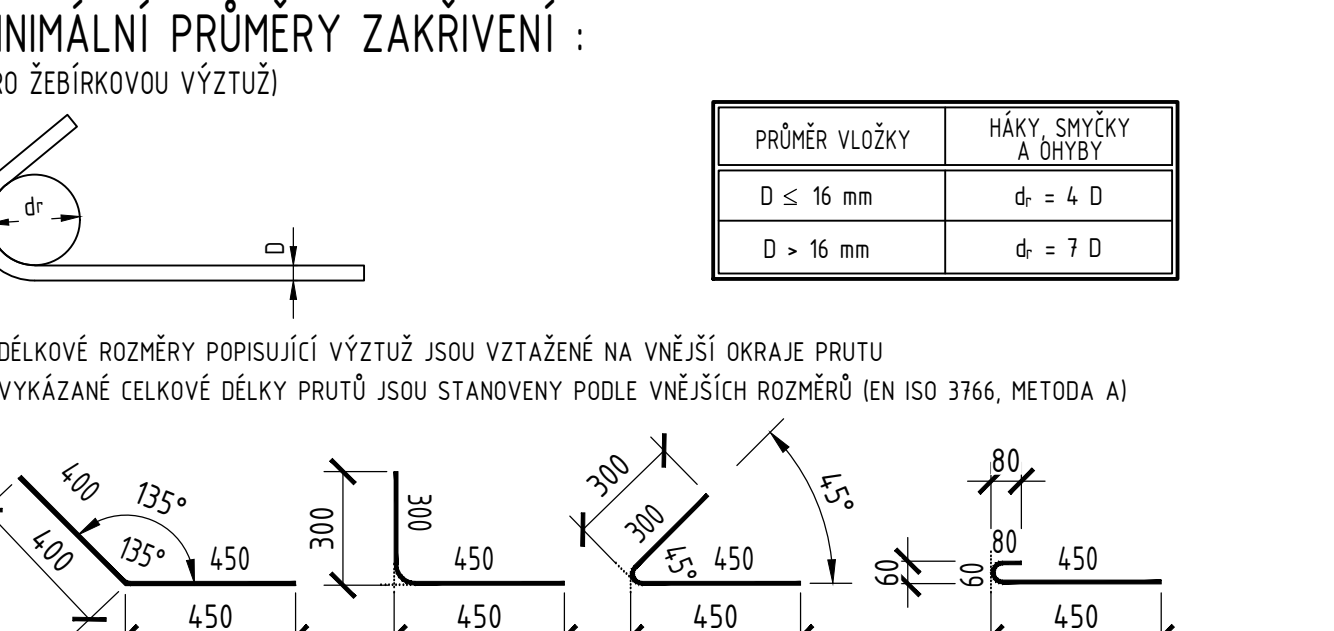 NIMÁLNÍ PRŮMĚRY ZAKŘIVENÍ :
RO ŽEBÍRKOVOU VÝZTUŽ)
dr
D
PRŮMĚR VLOŽKY
HÁKY, SMYČKY
A OHYBY
D ≤ 16 mm
dr = 4 D
D > 16 mm
dr = 7 D
DÉLKOVÉ ROZMĚRY POPISUJÍCÍ VÝZTUŽ JSOU VZTAŽENÉ NA VNĚJŠÍ OKRAJE PRUTU
VYKÁZANÉ CELKOVÉ DÉLKY PRUTŮ JSOU STANOVENY PODLE VNĚJŠÍCH ROZMĚRŮ (EN ISO 3766, METODA A)
400
135°
400
135°
450
450
300
300
450
450
300
300
45°
45°
450
450
80
80
60
60
450
450